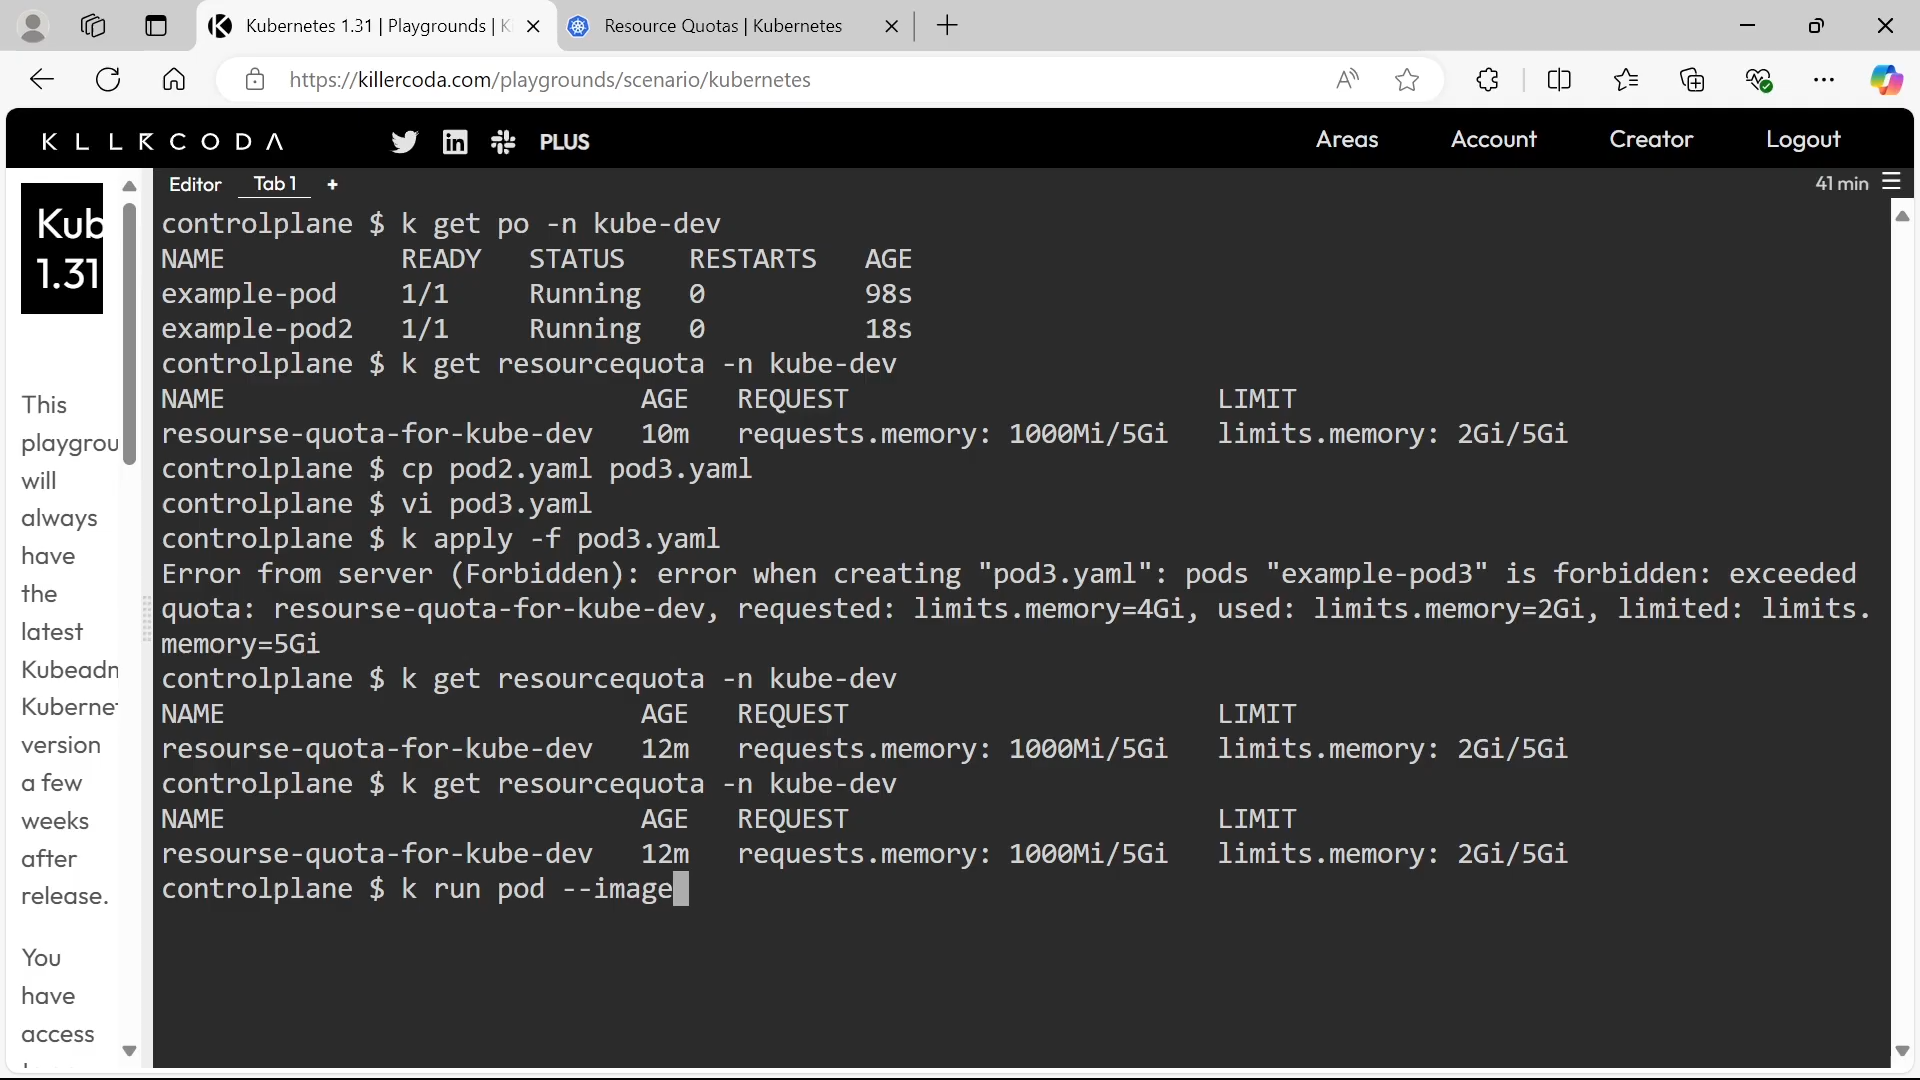 Kubernetes 1.31 | Playgrounds | Ki
Resource Quotas | Kubernetes
https://killercoda.com/playgrounds/scenario/kubernetes
KILLERCODA
PLUS
Areas
Account
Creator
Logout
Editor
Tab 1
+
41 min
Kub
1.31
This
playgrou
will
always
have
the
latest
Kubeadn
Kubernet
version
a few
weeks
after
release.
You
have
access
controlplane $ k get po -n kube-dev
NAME READY STATUS RESTARTS AGE
example-pod 1/1 Running 0 98s
example-pod2 1/1 Running 0 18s
controlplane $ k get resourcequota -n kube-dev
NAME AGE REQUEST LIMIT
resourse-quota-for-kube-dev 10m requests.memory: 1000Mi/5Gi limits.memory: 2Gi/5Gi
controlplane $ cp pod2.yaml pod3.yaml
controlplane $ vi pod3.yaml
controlplane $ k apply -f pod3.yaml
Error from server (Forbidden): error when creating "pod3.yaml": pods "example-pod3" is forbidden: exceeded
quota: resourse-quota-for-kube-dev, requested: limits.memory=4Gi, used: limits.memory=2Gi, limited: limits.
memory=5Gi
controlplane $ k get resourcequota -n kube-dev
NAME AGE REQUEST LIMIT
resourse-quota-for-kube-dev 12m requests.memory: 1000Mi/5Gi limits.memory: 2Gi/5Gi
controlplane $ k get resourcequota -n kube-dev
NAME AGE REQUEST LIMIT
resourse-quota-for-kube-dev 12m requests.memory: 1000Mi/5Gi limits.memory: 2Gi/5Gi
controlplane $ k run pod --image